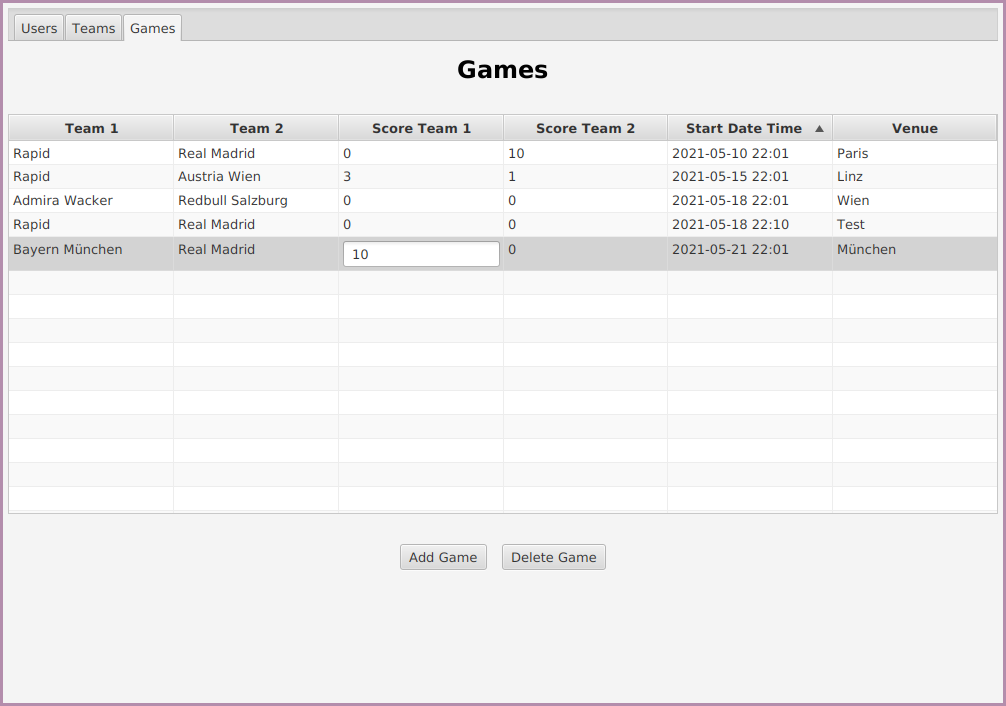 Users Teams Games
Games
Team 1 Team 2 Score Team 1 Score Team 2 Start Date Time Venue
Rapid Real Madrid 0 10 2021-05-10 22:01 Paris
Rapid Austria Wien 3 1 2021-05-15 22:01 Linz
Admira Wacker Redbull Salzburg 0 0 2021-05-18 22:01 Wien
Rapid Real Madrid 0 0 2021-05-18 22:10 Test
Bayern München Real Madrid 10 0 2021-05-21 22:01 München
Add Game Delete Game